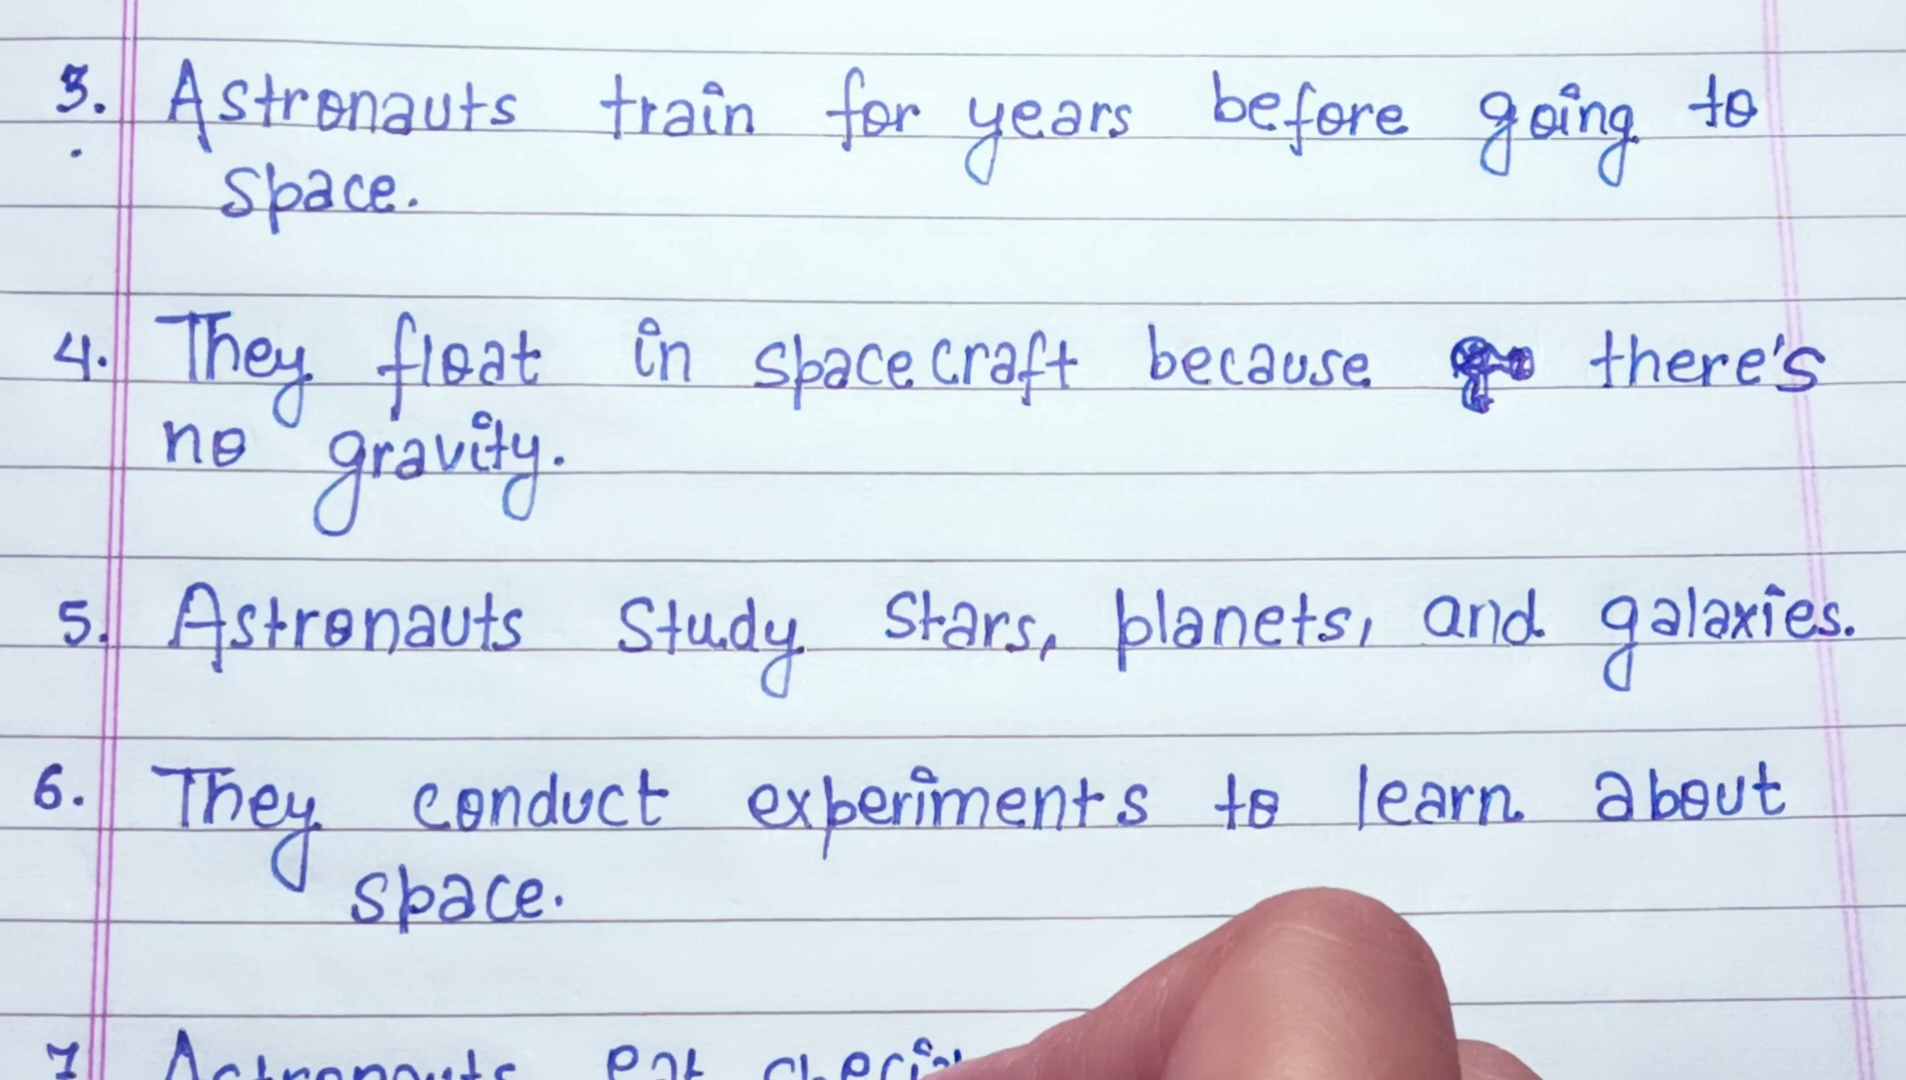 3. Astronauts train for years before going to
space.
4. They float in spacecraft because there's
no gravity.
5. Astronauts study stars, planets, and galaxies.
6. They conduct experiments to learn about
space.
7 Astronauts eat